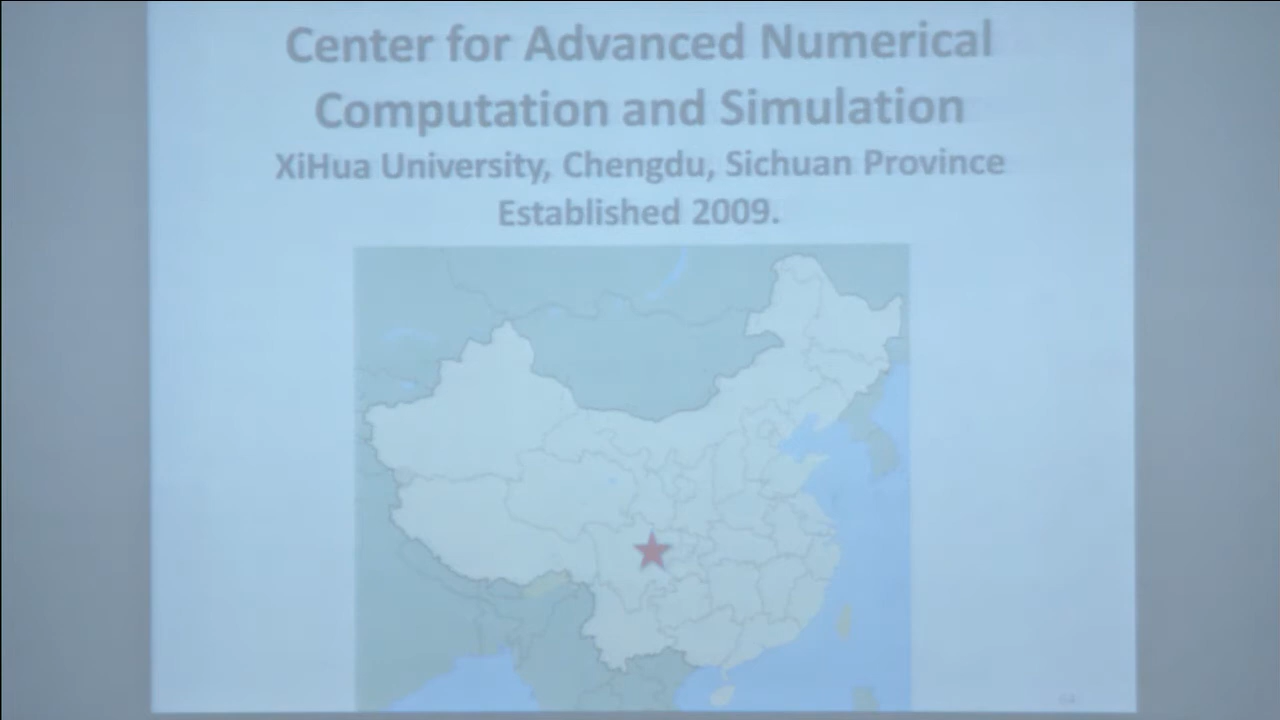 Center for Advanced Numerical
Computation and Simulation
XiHua University, Chengdu, Sichuan Province
Established 2009.